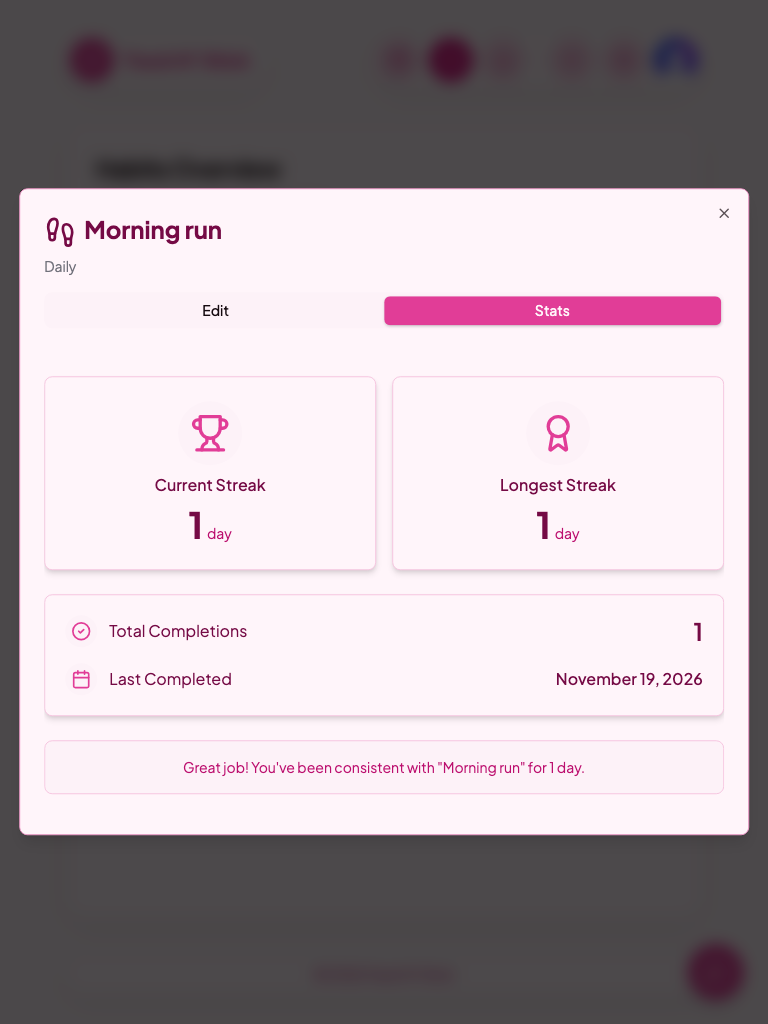 Morning run
Daily
Edit
Stats
Current Streak
1 day
Longest Streak
1 day
Total Completions
1
Last Completed
November 19, 2026
Great job! You've been consistent with "Morning run" for 1 day.